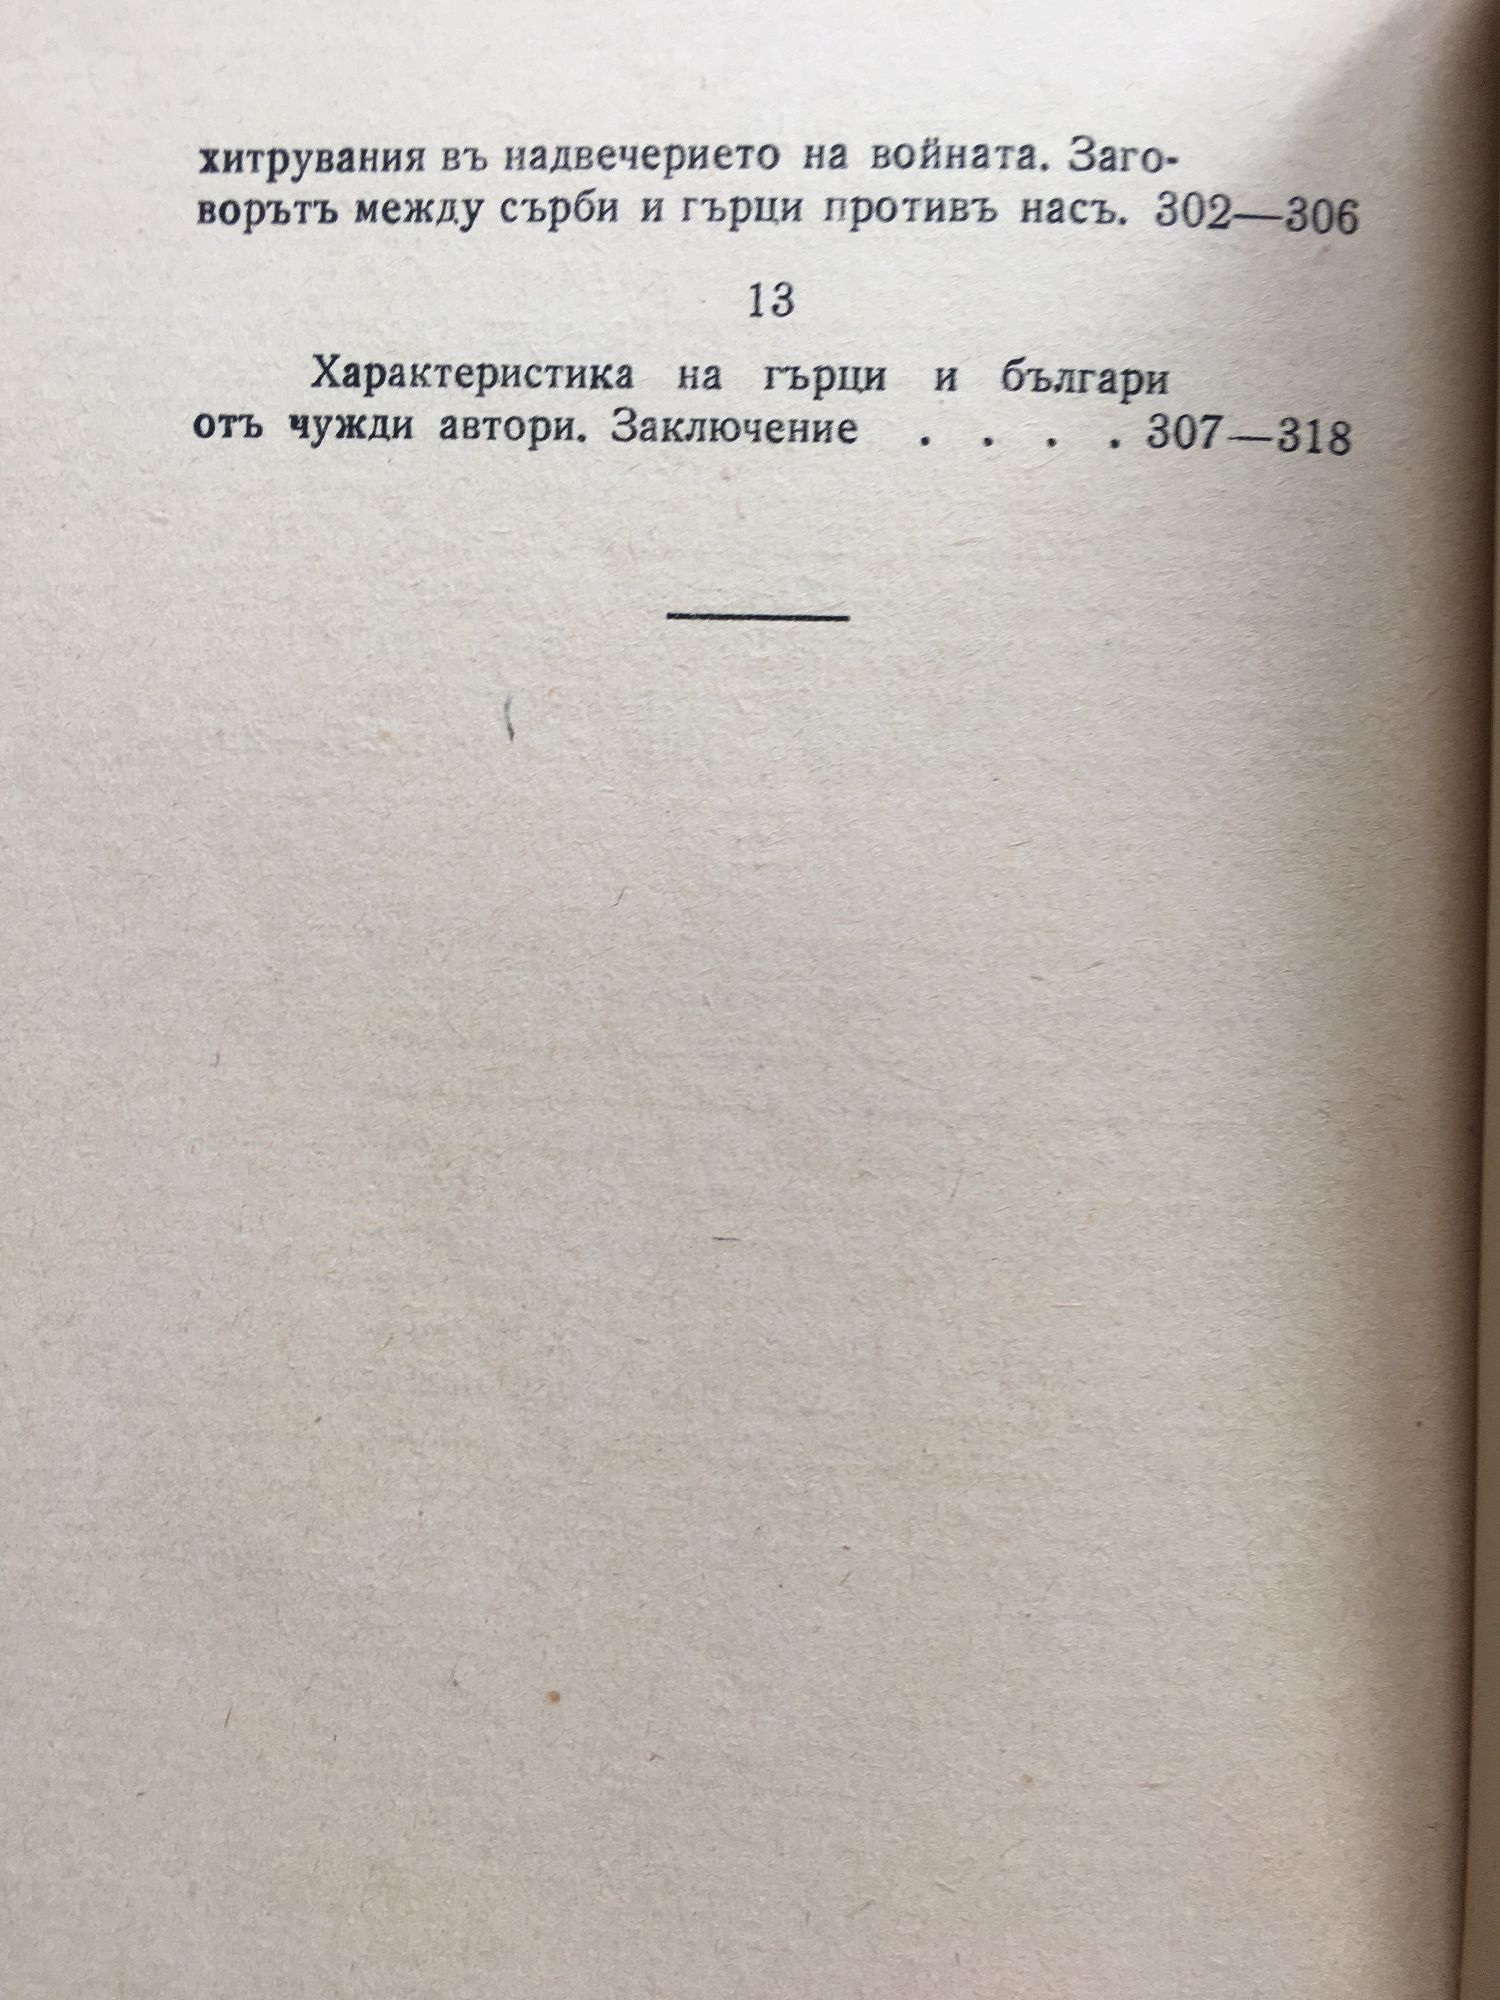 хитрувания въ надвечерието на войната. Заго-
ворътъ между сърби и гърци противъ насъ. 302—306
13
Характеристика на гърци и българи
отъ чужди автори. Заключение . . . . 307—318